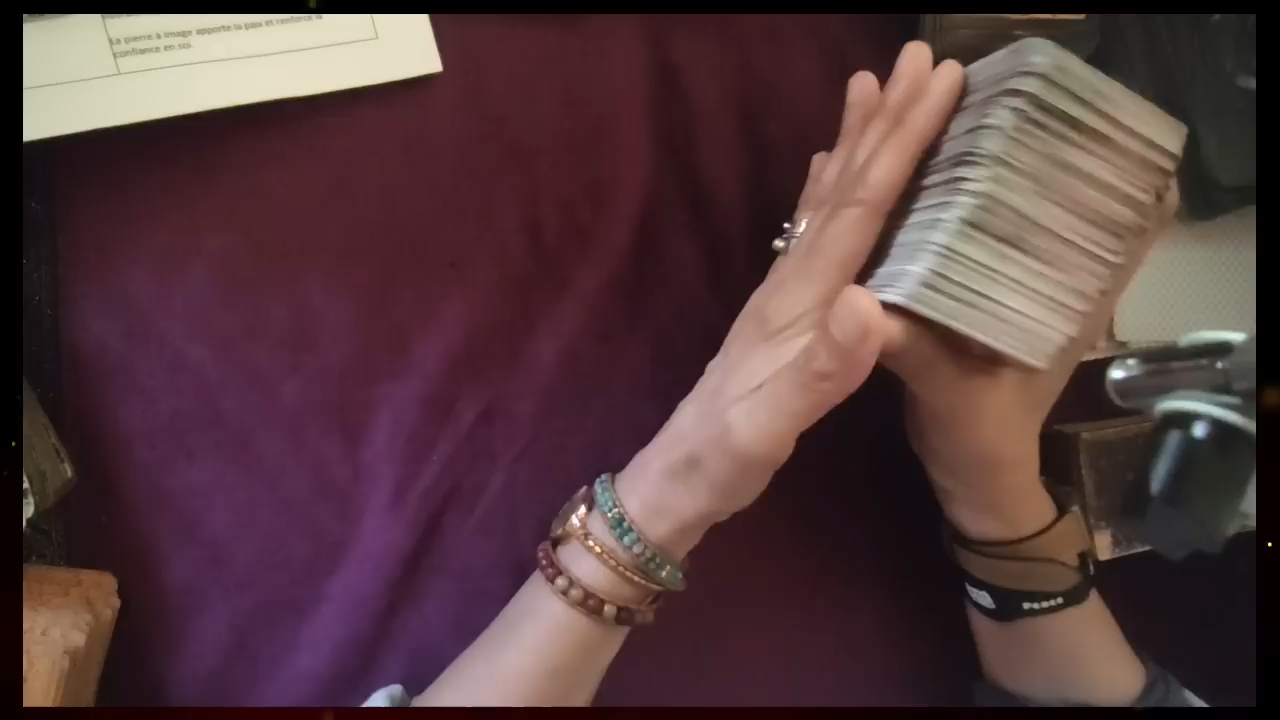 La pierre à image apporte la paix et renforce la
confiance en soi.
Peace